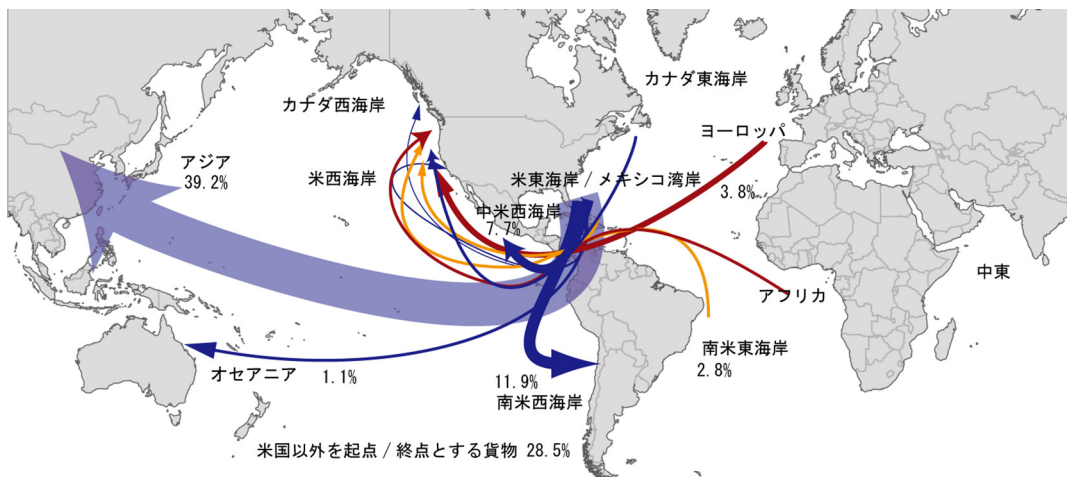 カナダ東海岸
カナダ西海岸
ヨーロッパ
アジア
39.2%
米西海岸
米東海岸 / メキシコ湾岸
3.8%
中米西海岸
7.7%
中東
アフリカ
南米東海岸
2.8%
オセアニア
1.1%
11.9%
南米西海岸
米国以外を起点 / 終点とする貨物 28.5%